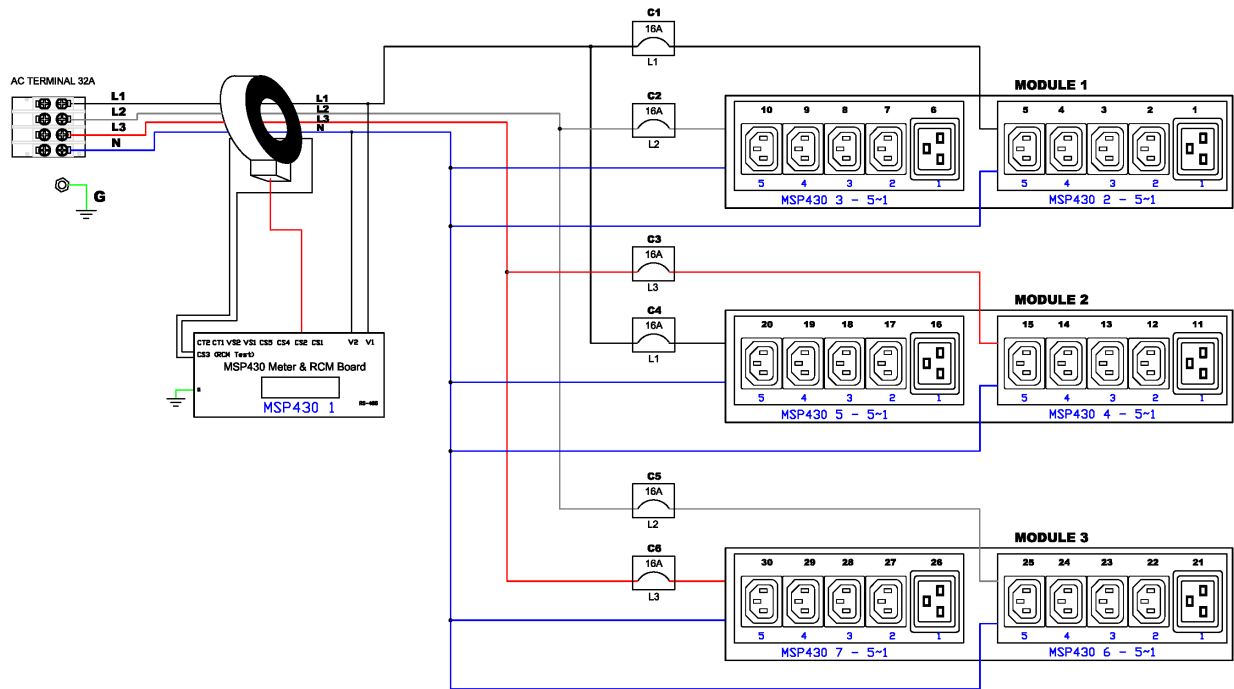 C1
16A
L1
AC TERMINAL 32A
L1
L2
L3
N
G
L1
L2
L3
N
C2
16A
L2
MODULE 1
10 9 8 7 6 5 4 3 2 1
5 4 3 2 1 5 4 3 2 1
MSP430 3 - 5~1 MSP430 2 - 5~1
C3
16A
L3
C4
16A
L1
MODULE 2
20 19 18 17 16 15 14 13 12 11
5 4 3 2 1 5 4 3 2 1
MSP430 5 - 5~1 MSP430 4 - 5~1
CT2 CT1 VS2 VS1 CS5 CS4 CS2 CS1 V2 V1
CS3 (RCM Test)
MSP430 Meter & RCM Board
RS-485
MSP430 1
C5
16A
L2
C6
16A
L3
MODULE 3
30 29 28 27 26 25 24 23 22 21
5 4 3 2 1 5 4 3 2 1
MSP430 7 - 5~1 MSP430 6 - 5~1